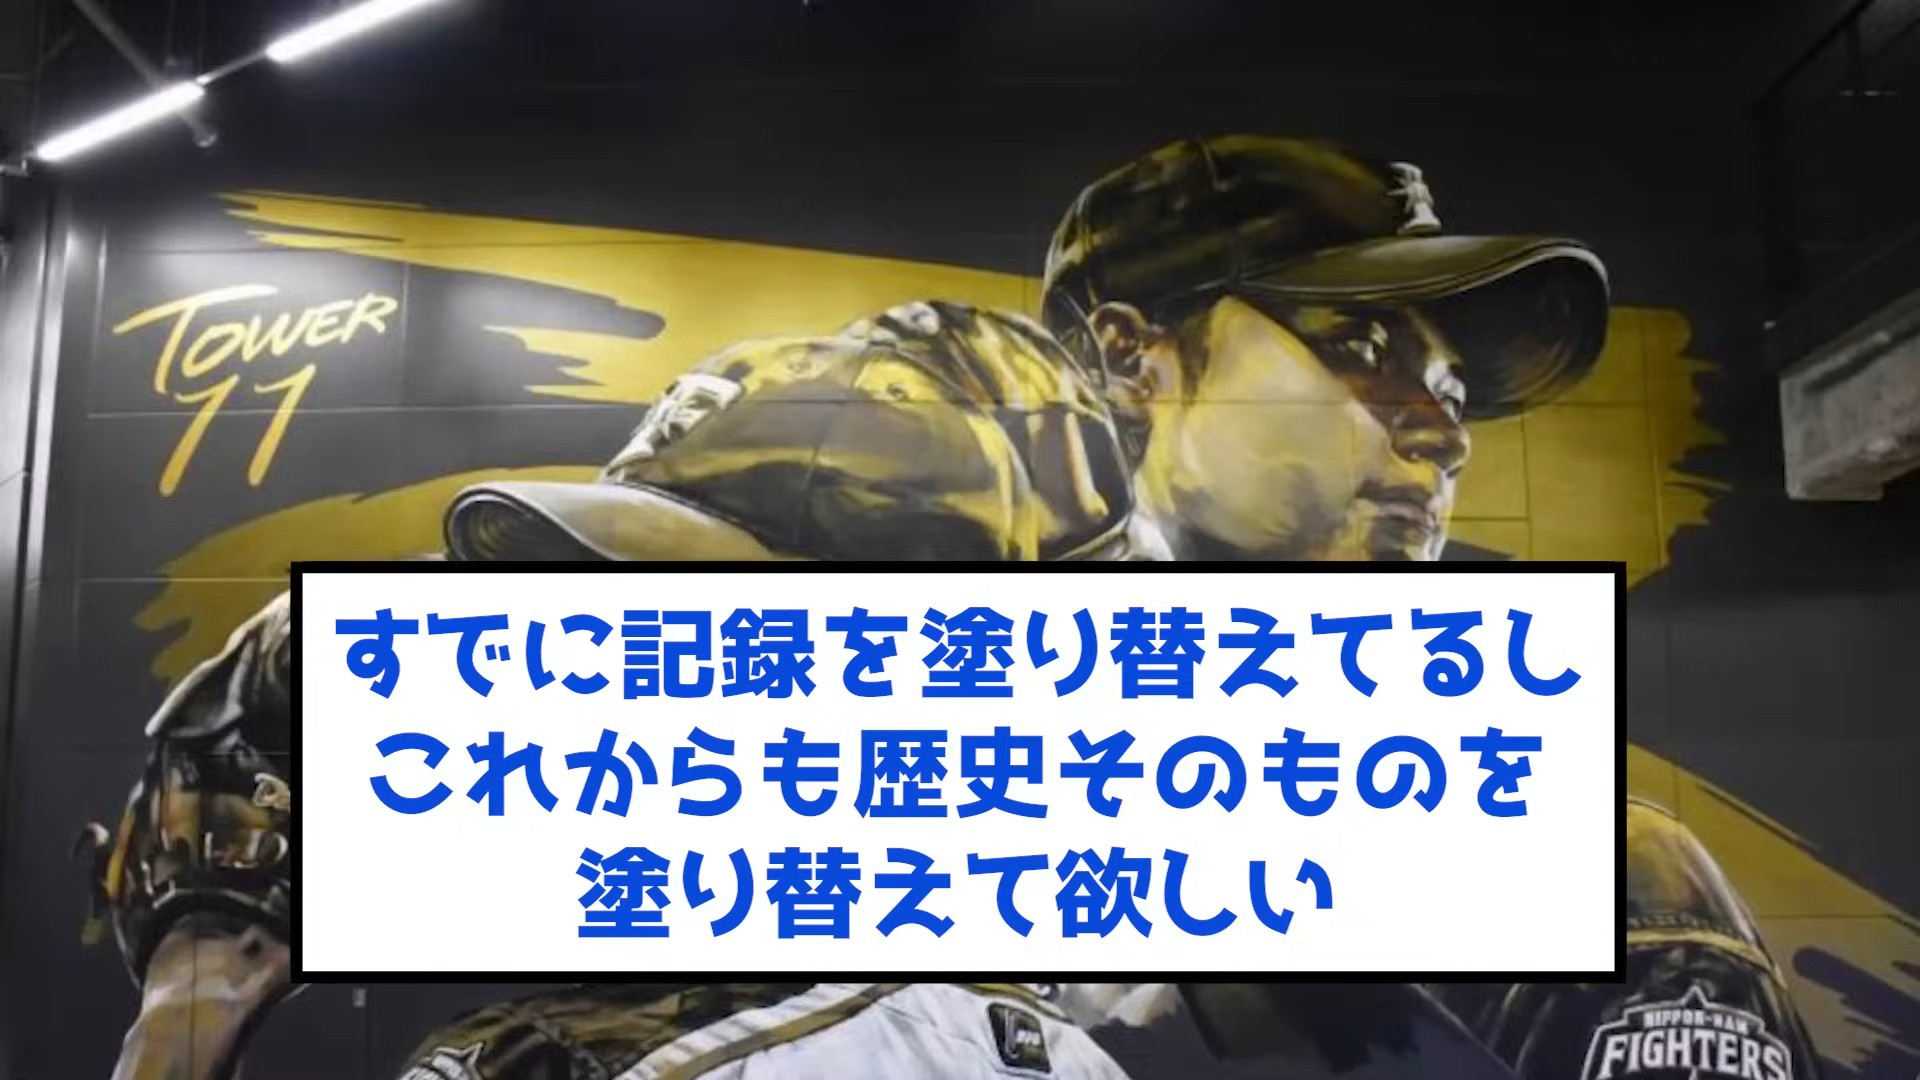 TOWER
11
すでに記録を塗り替えてるし
これからも歴史そのものを
塗り替えて欲しい
NIPPON-HAM
FIGHTERS